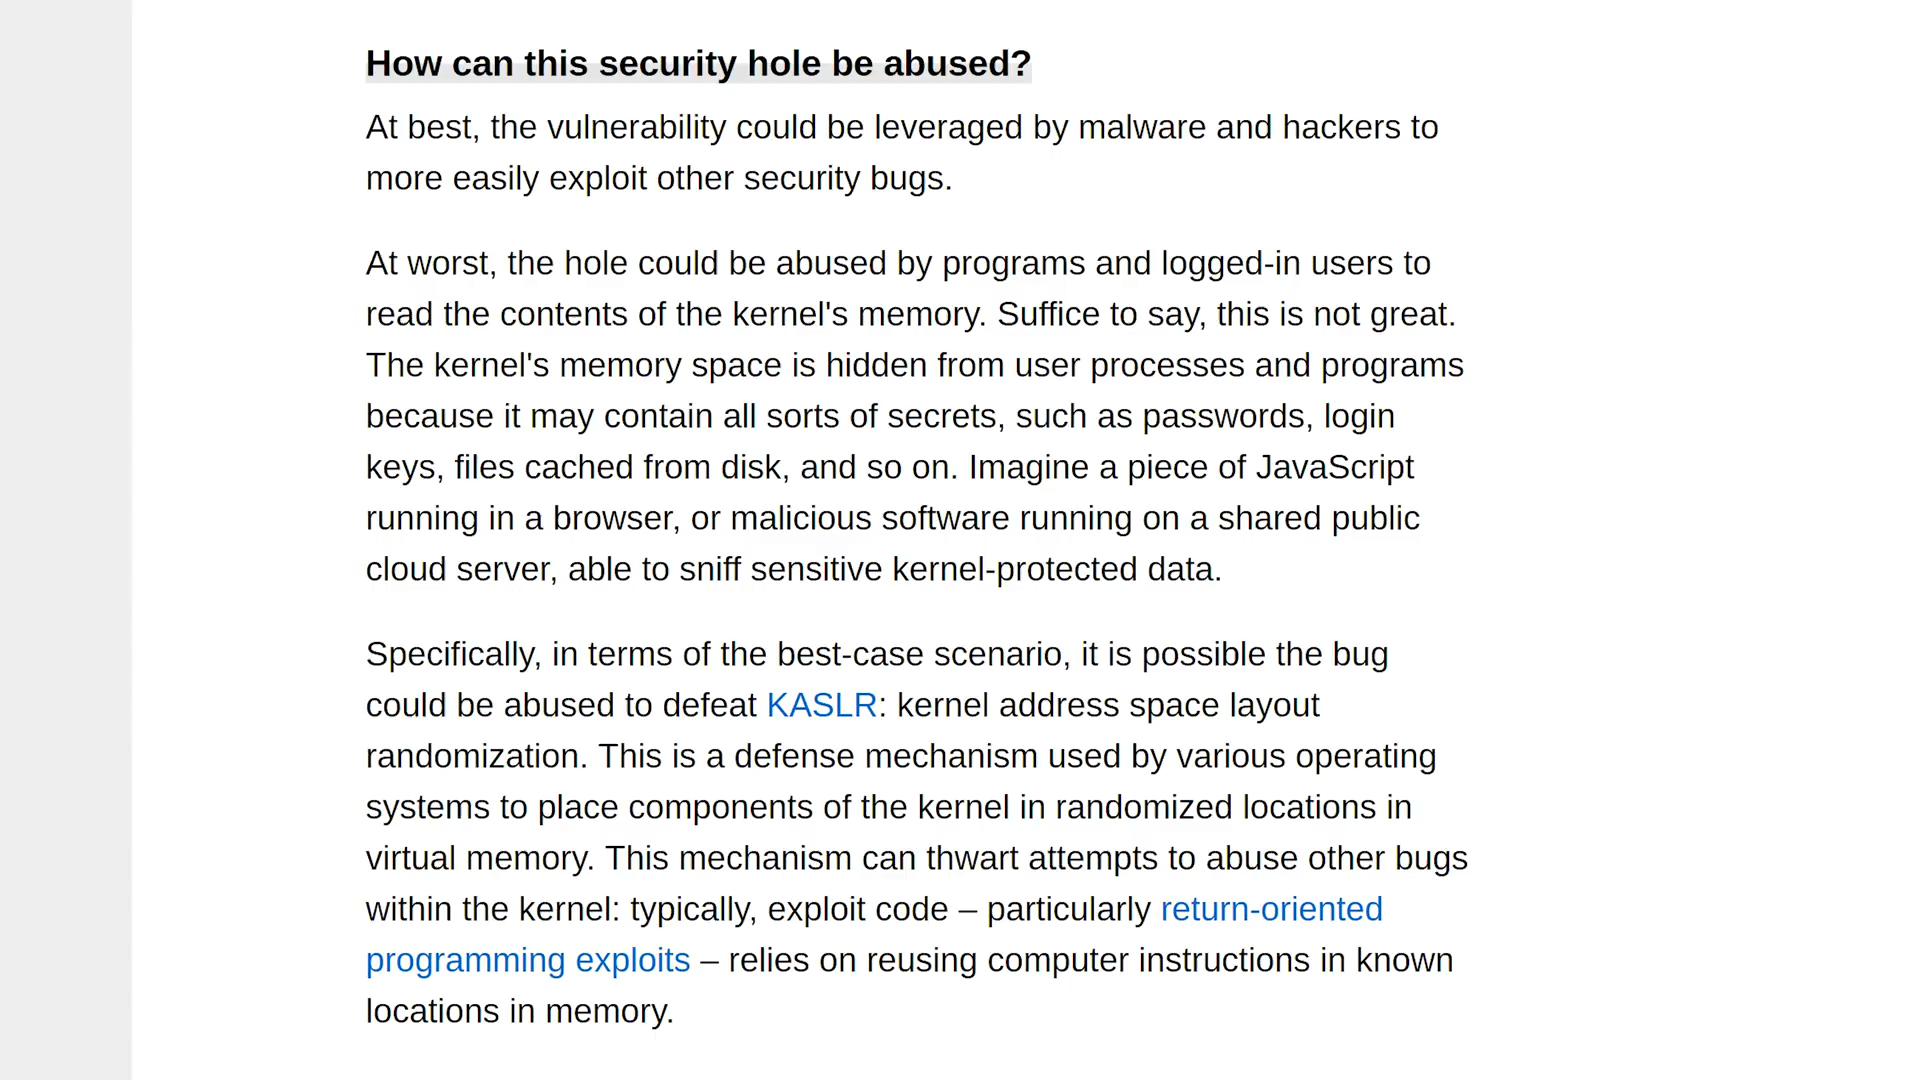 How can this security hole be abused?
At best, the vulnerability could be leveraged by malware and hackers to
more easily exploit other security bugs.
At worst, the hole could be abused by programs and logged-in users to
read the contents of the kernel's memory. Suffice to say, this is not great.
The kernel's memory space is hidden from user processes and programs
because it may contain all sorts of secrets, such as passwords, login
keys, files cached from disk, and so on. Imagine a piece of JavaScript
running in a browser, or malicious software running on a shared public
cloud server, able to sniff sensitive kernel-protected data.
Specifically, in terms of the best-case scenario, it is possible the bug
could be abused to defeat KASLR: kernel address space layout
randomization. This is a defense mechanism used by various operating
systems to place components of the kernel in randomized locations in
virtual memory. This mechanism can thwart attempts to abuse other bugs
within the kernel: typically, exploit code – particularly return-oriented
programming exploits – relies on reusing computer instructions in known
locations in memory.